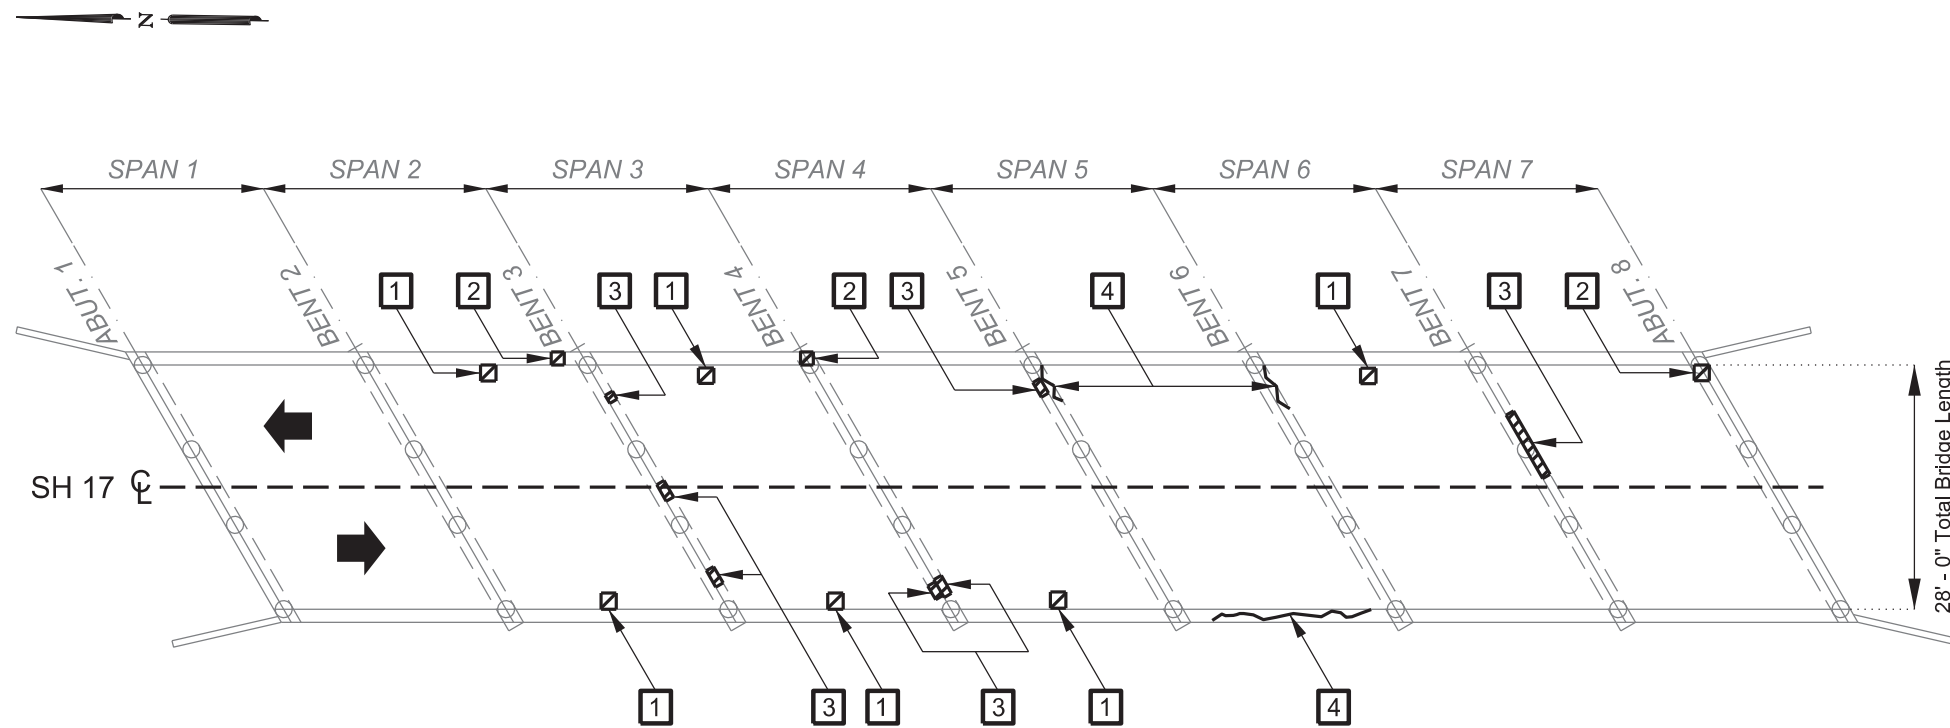 N
SPAN 1 SPAN 2 SPAN 3 SPAN 4 SPAN 5 SPAN 6 SPAN 7
ABUT. 1 BENT 2 BENT 3 BENT 4 BENT 5 BENT 6 BENT 7 ABUT. 8
1 2 3 1 2 3 4 1 3 2
SH 17 ℄
28' - 0" Total Bridge Length
1 3 1 3 1 4